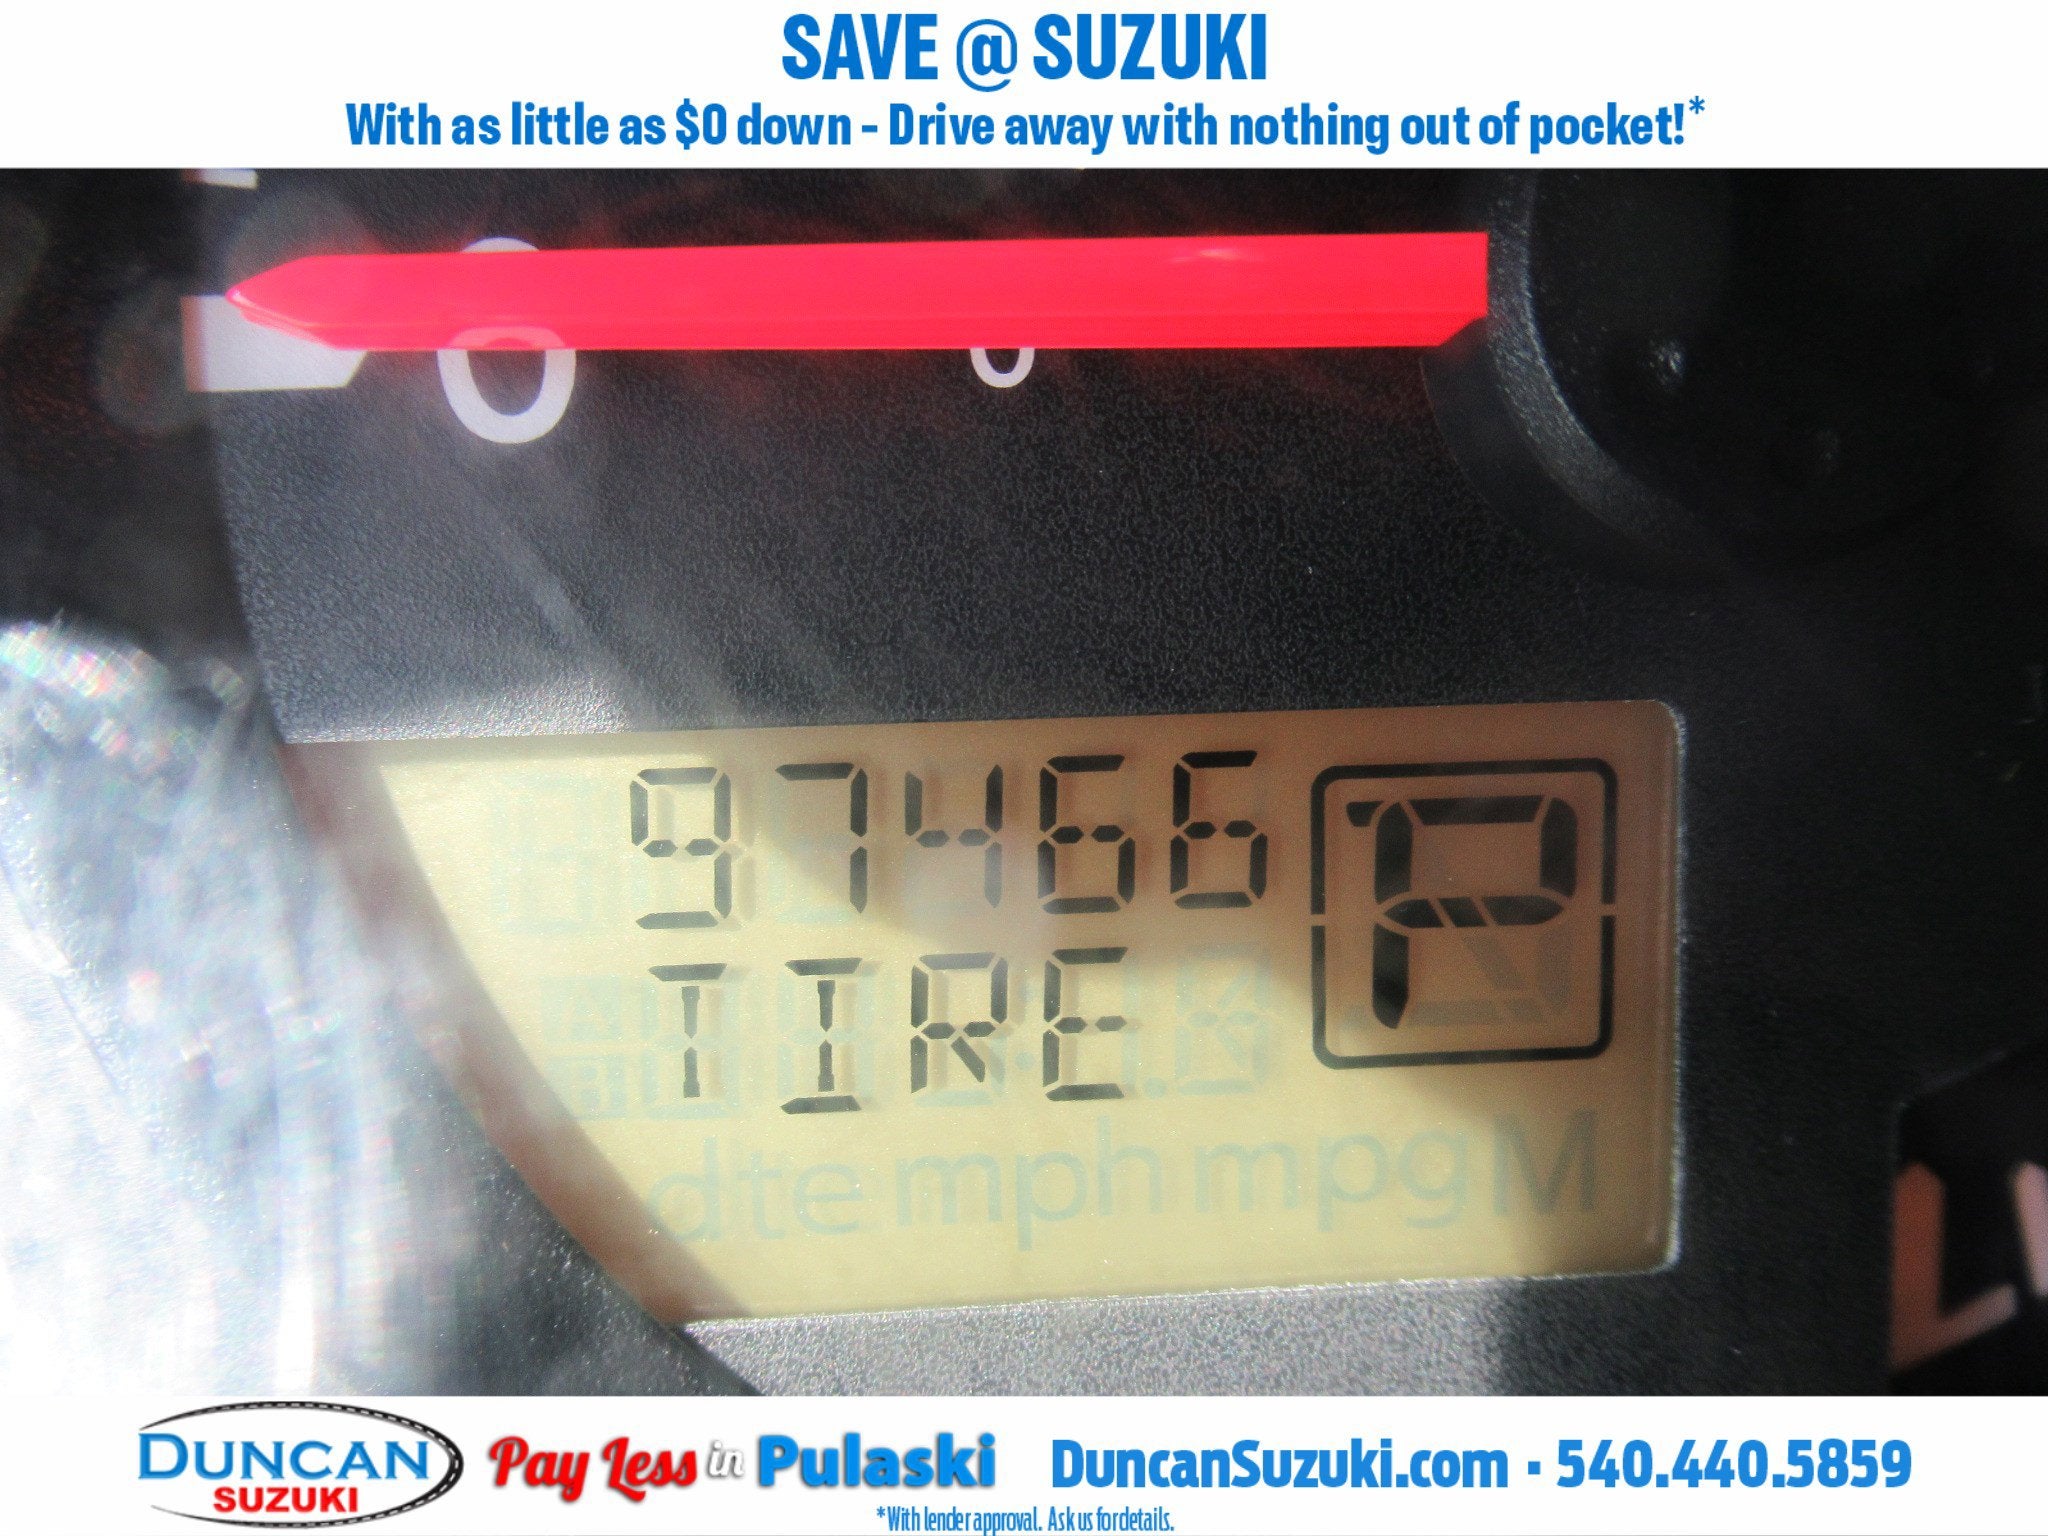 SAVE @ SUZUKI
With as little as $0 down - Drive away with nothing out of pocket!*
0
0
97466
P
TIRE
dte mph mpg M
DUNCAN
SUZUKI
Pay Less in Pulaski
DuncanSuzuki.com · 540.440.5859
*With lender approval. Ask us for details.